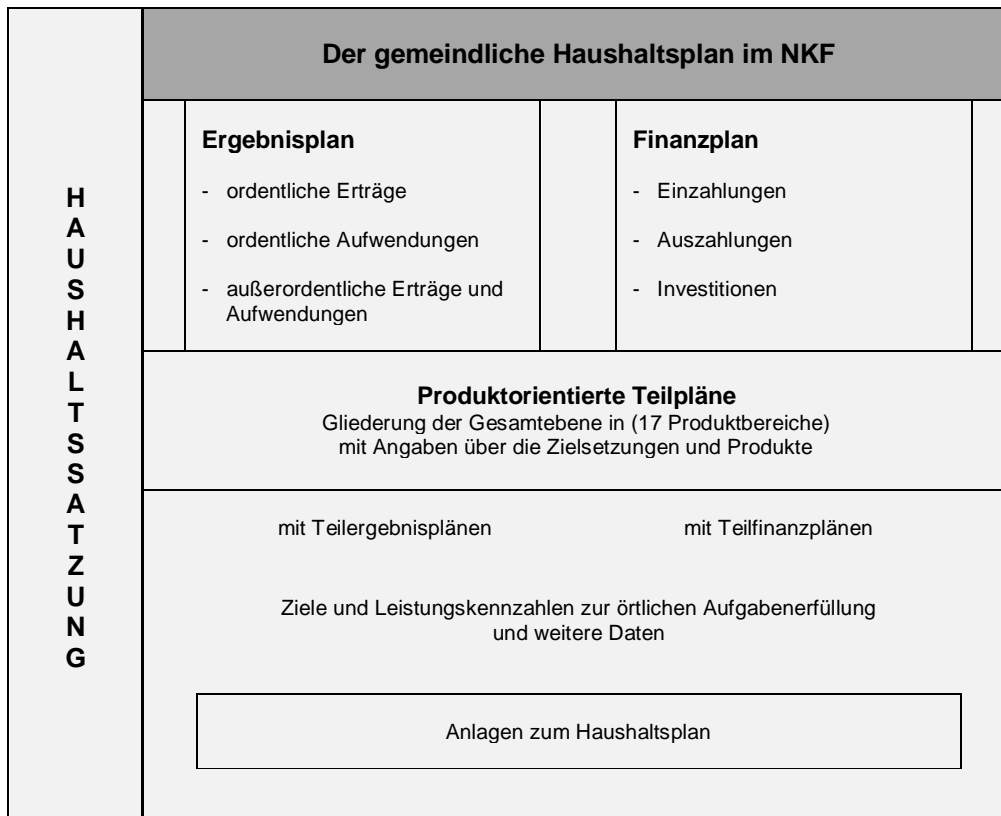 HAUSHALTSSATZUNG
Der gemeindliche Haushaltsplan im NKF
Ergebnisplan
- ordentliche Erträge
- ordentliche Aufwendungen
- außerordentliche Erträge und
Aufwendungen
Finanzplan
- Einzahlungen
- Auszahlungen
- Investitionen
Produktorientierte Teilpläne
Gliederung der Gesamtebene in (17 Produktbereiche)
mit Angaben über die Zielsetzungen und Produkte
mit Teilergebnisplänen
mit Teilfinanzplänen
Ziele und Leistungskennzahlen zur örtlichen Aufgabenerfüllung
und weitere Daten
Anlagen zum Haushaltsplan